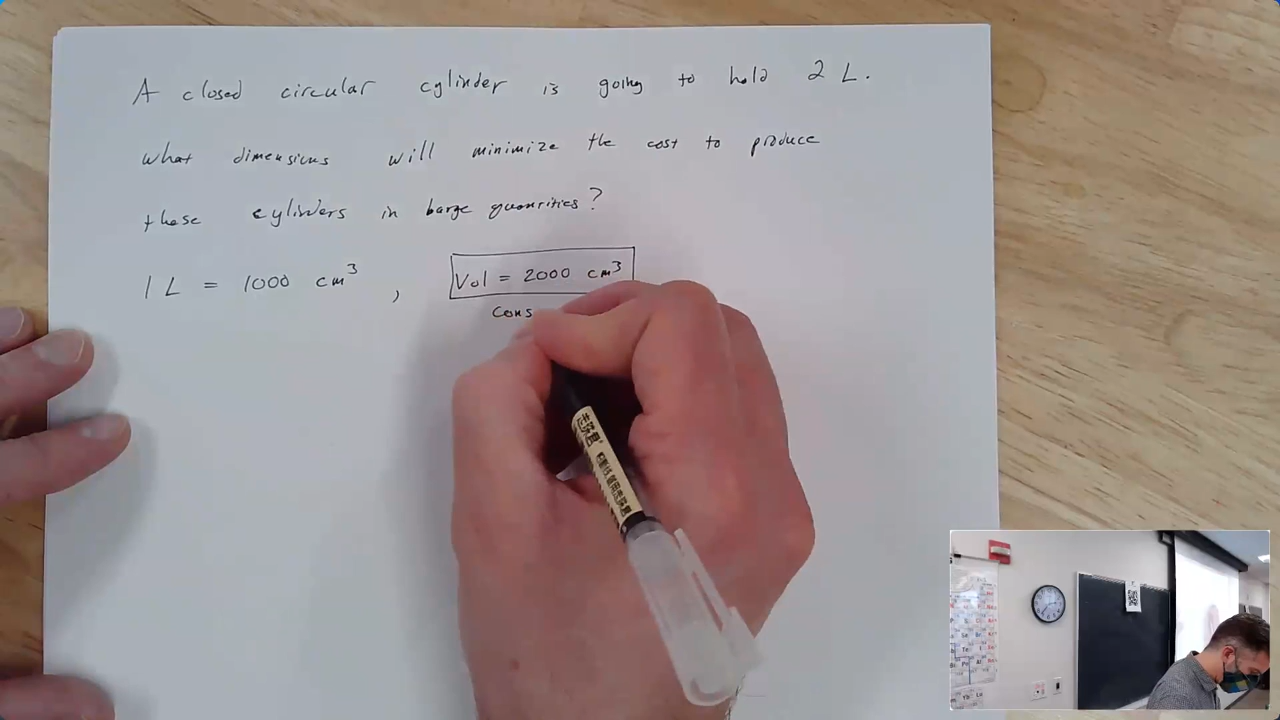 A closed circular cylinder is going to hold 2 L.
What dimensions will minimize the cost to produce
these cylinders in large quantities?
1 L = 1000 cm³ , Vol = 2000 cm³
cons